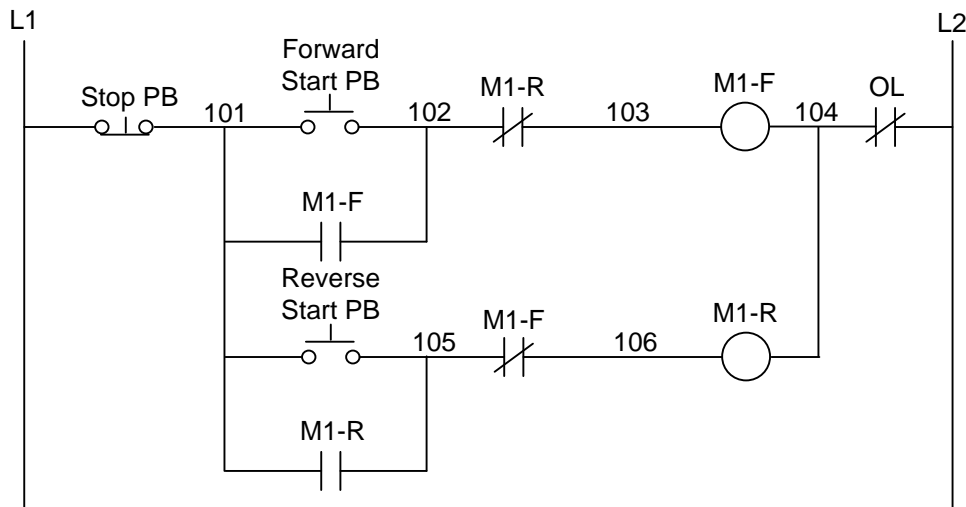 L1
L2
Forward
Start PB
Stop PB
101
102
M1-R
103
M1-F
104
OL
M1-F
Reverse
Start PB
105
M1-F
106
M1-R
M1-R